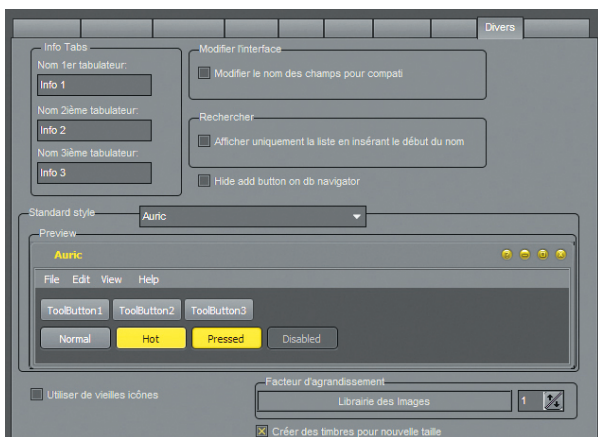 Divers
Info Tabs
Nom 1er tabulateur:
Info 1
Nom 2ième tabulateur:
Info 2
Nom 3ième tabulateur:
Info 3
Modifier l'interface
Modifier le nom des champs pour compati
Rechercher
Afficher uniquement la liste en insérant le début du nom
Hide add button on db navigator
Standard style
Auric
Preview
Auric
File Edit View Help
ToolButton1 ToolButton2 ToolButton3
Normal Hot Pressed Disabled
Utiliser de vieilles icônes
Facteur d'agrandissement
Librairie des Images 1
Créer des timbres pour nouvelle taille